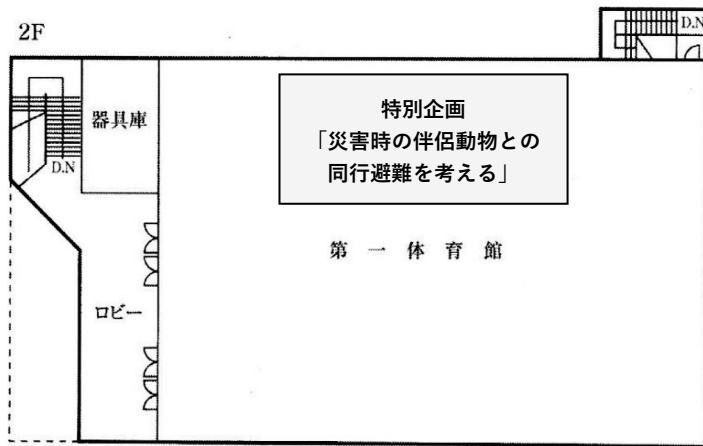 2F
D.N
器具庫
D.N
特別企画
「災害時の伴侶動物との
同行避難を考える」
第一体育館
ロビー